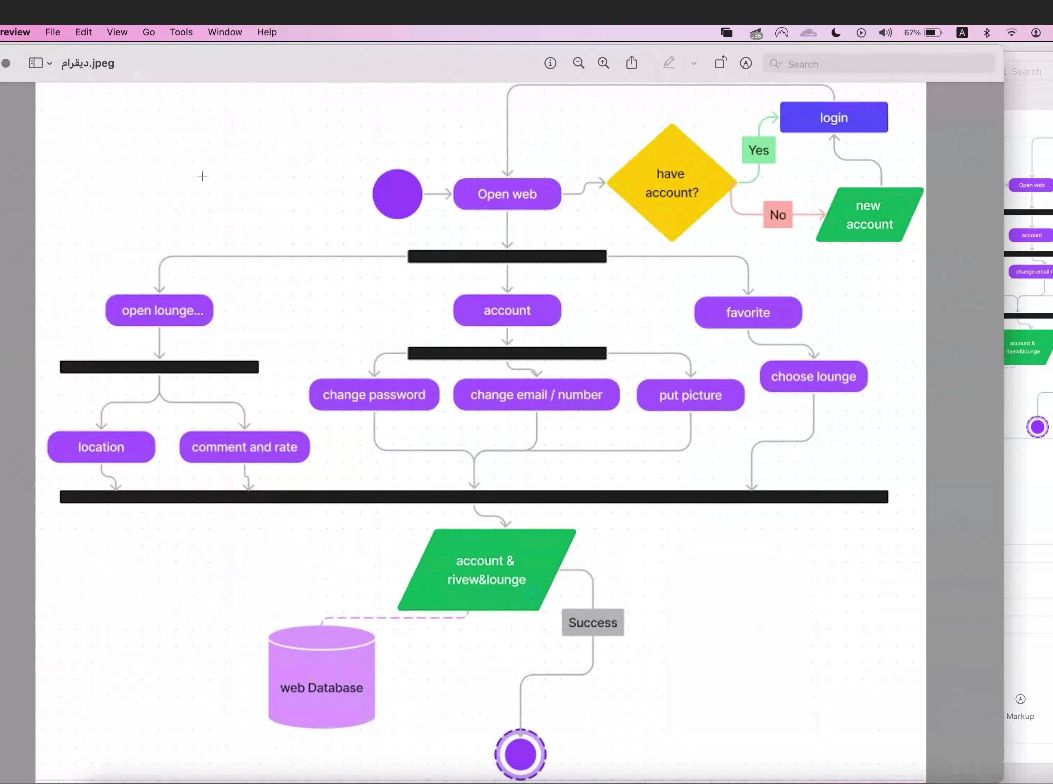 review File Edit View Go Tools Window Help 67% A
ديقرام.jpeg
Search
Search
login
Yes
have
account?
Open web
No
new
account
Open web
open lounge...
account
favorite
account
change email /
change password
change email / number
put picture
choose lounge
account &
rivew&lounge
location
comment and rate
account &
rivew&lounge
Success
web Database
Markup